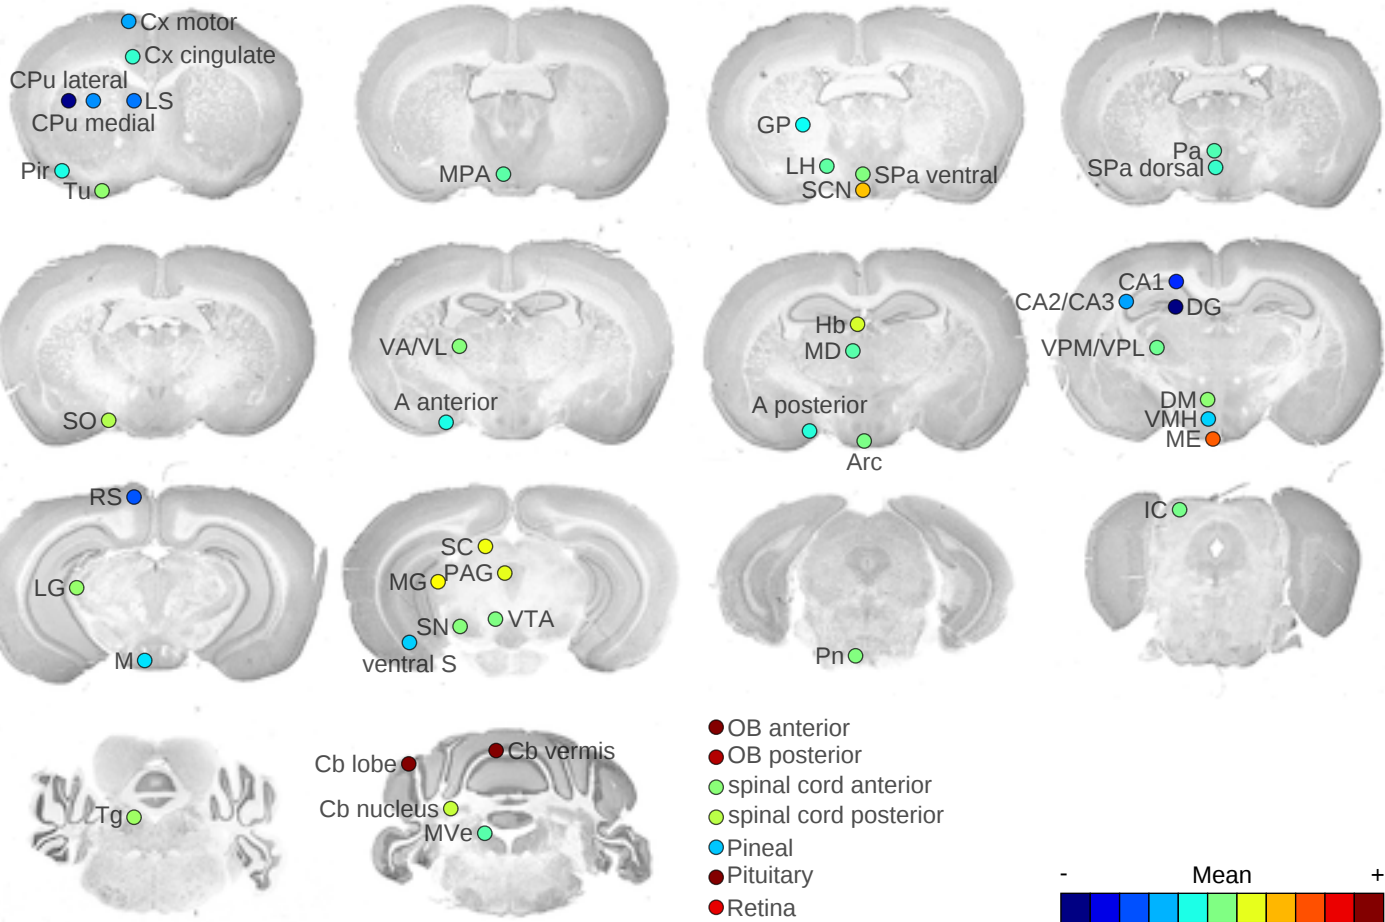 Cx motor
Cx cingulate
CPu lateral
LS
CPu medial
Pir
Tu
MPA
GP
LH
SPa ventral
SCN
Pa
SPa dorsal
SO
VA/VL
A anterior
Hb
MD
A posterior
Arc
CA1
CA2/CA3
DG
VPM/VPL
DM
VMH
ME
RS
LG
M
SC
PAG
MG
VTA
SN
ventral S
Pn
IC
Tg
Cb lobe
Cb vermis
Cb nucleus
MVe
OB anterior
OB posterior
spinal cord anterior
spinal cord posterior
Pineal
Pituitary
Retina
- Mean +